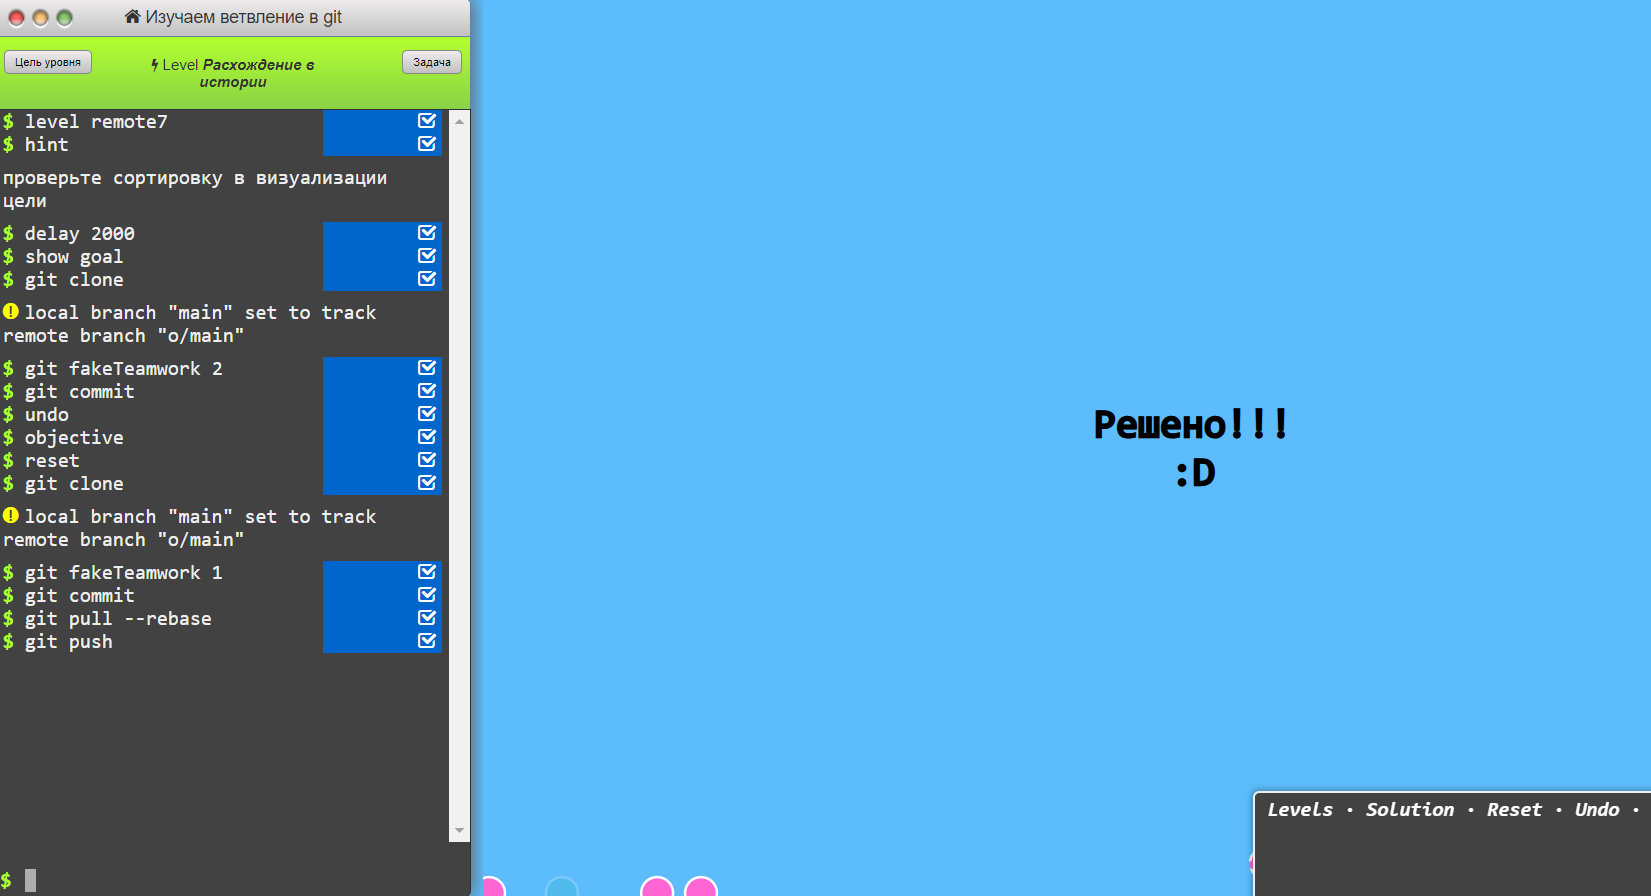 Изучаем ветвление в git
Цель уровня
Level Расхождение в
истории
Задача
$ level remote7
$ hint
проверьте сортировку в визуализации
цели
$ delay 2000
$ show goal
$ git clone
local branch "main" set to track
remote branch "o/main"
$ git fakeTeamwork 2
$ git commit
$ undo
$ objective
$ reset
$ git clone
local branch "main" set to track
remote branch "o/main"
$ git fakeTeamwork 1
$ git commit
$ git pull --rebase
$ git push
$
Решено!!!
:D
Levels · Solution · Reset · Undo ·